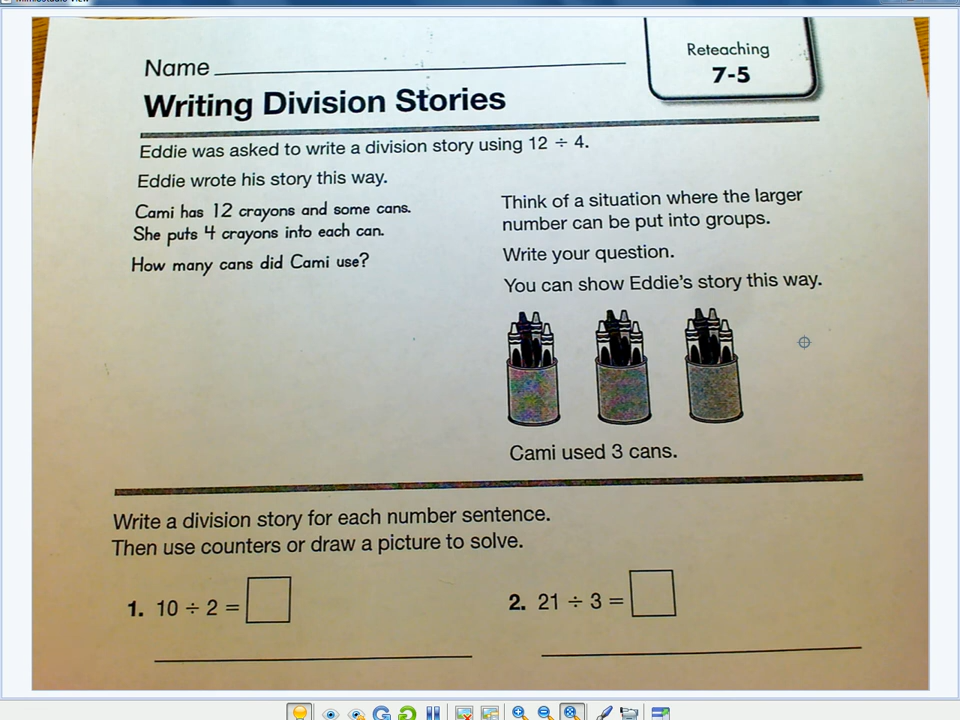 Name
Reteaching
7-5
Writing Division Stories
Eddie was asked to write a division story using 12 ÷ 4.
Eddie wrote his story this way.
Cami has 12 crayons and some cans.
She puts 4 crayons into each can.
How many cans did Cami use?
Think of a situation where the larger
number can be put into groups.
Write your question.
You can show Eddie's story this way.
Cami used 3 cans.
Write a division story for each number sentence.
Then use counters or draw a picture to solve.
1. 10 ÷ 2 =
2. 21 ÷ 3 =